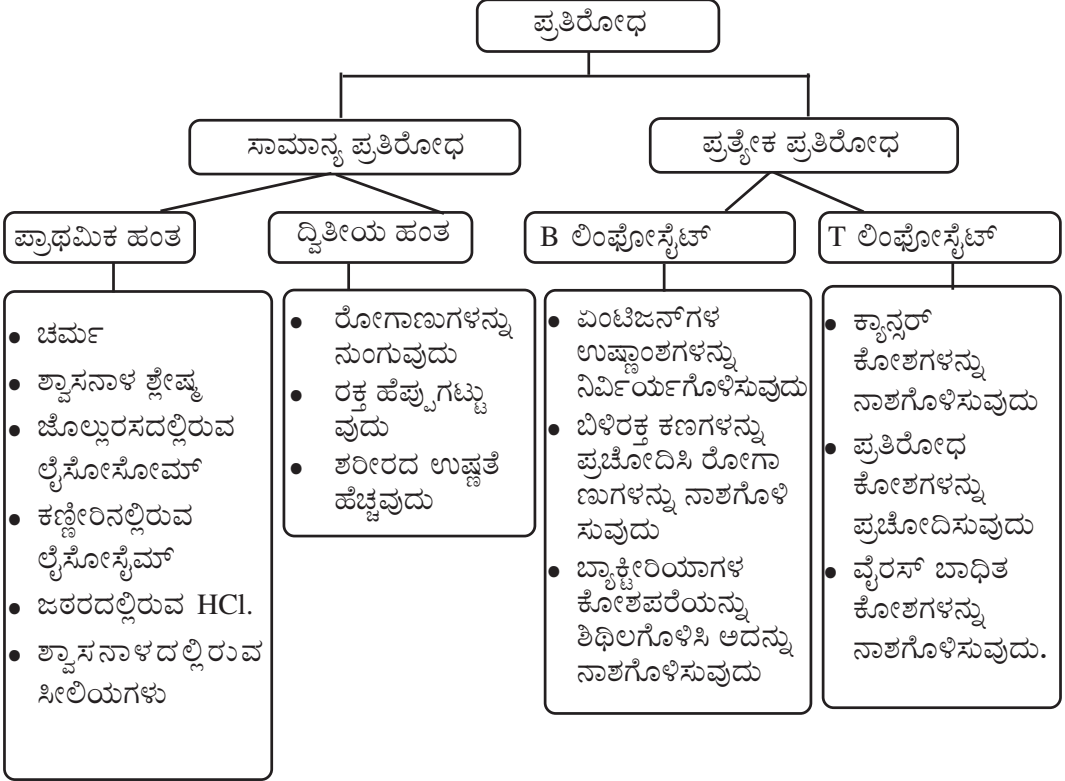 ಪ್ರತಿರೋಧ
ಸಾಮಾನ್ಯ ಪ್ರತಿರೋಧ
ಪ್ರತ್ಯೇಕ ಪ್ರತಿರೋಧ
ಪ್ರಾಥಮಿಕ ಹಂತ
ದ್ವಿತೀಯ ಹಂತ
B ಲಿಂಫೋಸೈಟ್
T ಲಿಂಫೋಸೈಟ್
• ಚರ್ಮ
• ಶ್ವಾಸನಾಳ ಶ್ಲೇಷ್ಮ
• ಜೊಲ್ಲುರಸದಲ್ಲಿರುವ
ಲೈಸೋಸೋಮ್
• ಕಣ್ಣೀರಿನಲ್ಲಿರುವ
ಲೈಸೋಸೈಮ್
• ಜಠರದಲ್ಲಿರುವ HCl.
• ಶ್ವಾಸನಾಳದಲ್ಲಿರುವ
ಸೀಲಿಯಗಳು
• ರೋಗಾಣುಗಳನ್ನು
ನುಂಗುವುದು
• ರಕ್ತ ಹೆಪ್ಪುಗಟ್ಟು
ವುದು
• ಶರೀರದ ಉಷ್ಣತೆ
ಹೆಚ್ಚವುದು
• ಏಂಟಿಜನ್‌ಗಳ
ಉಷ್ಣಾಂಶಗಳನ್ನು
ನಿರ್ವಿರ್ಯಗೊಳಿಸುವುದು
• ಬಿಳಿರಕ್ತ ಕಣಗಳನ್ನು
ಪ್ರಚೋದಿಸಿ ರೋಗಾ
ಣುಗಳನ್ನು ನಾಶಗೊಳಿ
ಸುವುದು
• ಬ್ಯಾಕ್ಟೀರಿಯಾಗಳ
ಕೋಶಪರೆಯನ್ನು
ಶಿಥಿಲಗೊಳಿಸಿ ಅದನ್ನು
ನಾಶಗೊಳಿಸುವುದು
• ಕ್ಯಾನ್ಸರ್
ಕೋಶಗಳನ್ನು
ನಾಶಗೊಳಿಸುವುದು
• ಪ್ರತಿರೋಧ
ಕೋಶಗಳನ್ನು
ಪ್ರಚೋದಿಸುವುದು
• ವೈರಸ್ ಬಾಧಿತ
ಕೋಶಗಳನ್ನು
ನಾಶಗೊಳಿಸುವುದು.